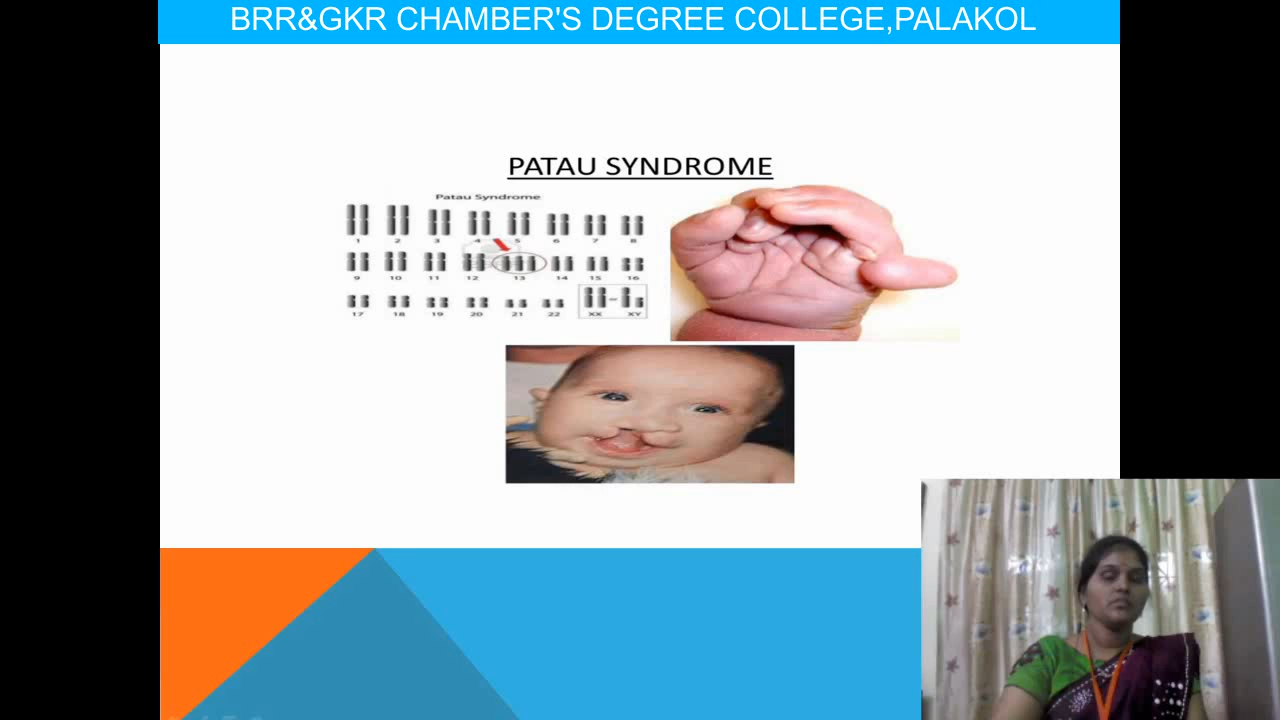 BRR&GKR CHAMBER'S DEGREE COLLEGE,PALAKOL
PATAU SYNDROME
Patau Syndrome
1 2 3 4 5 6 7 8
9 10 11 12 13 14 15 16
17 18 19 20 21 22 XX XY